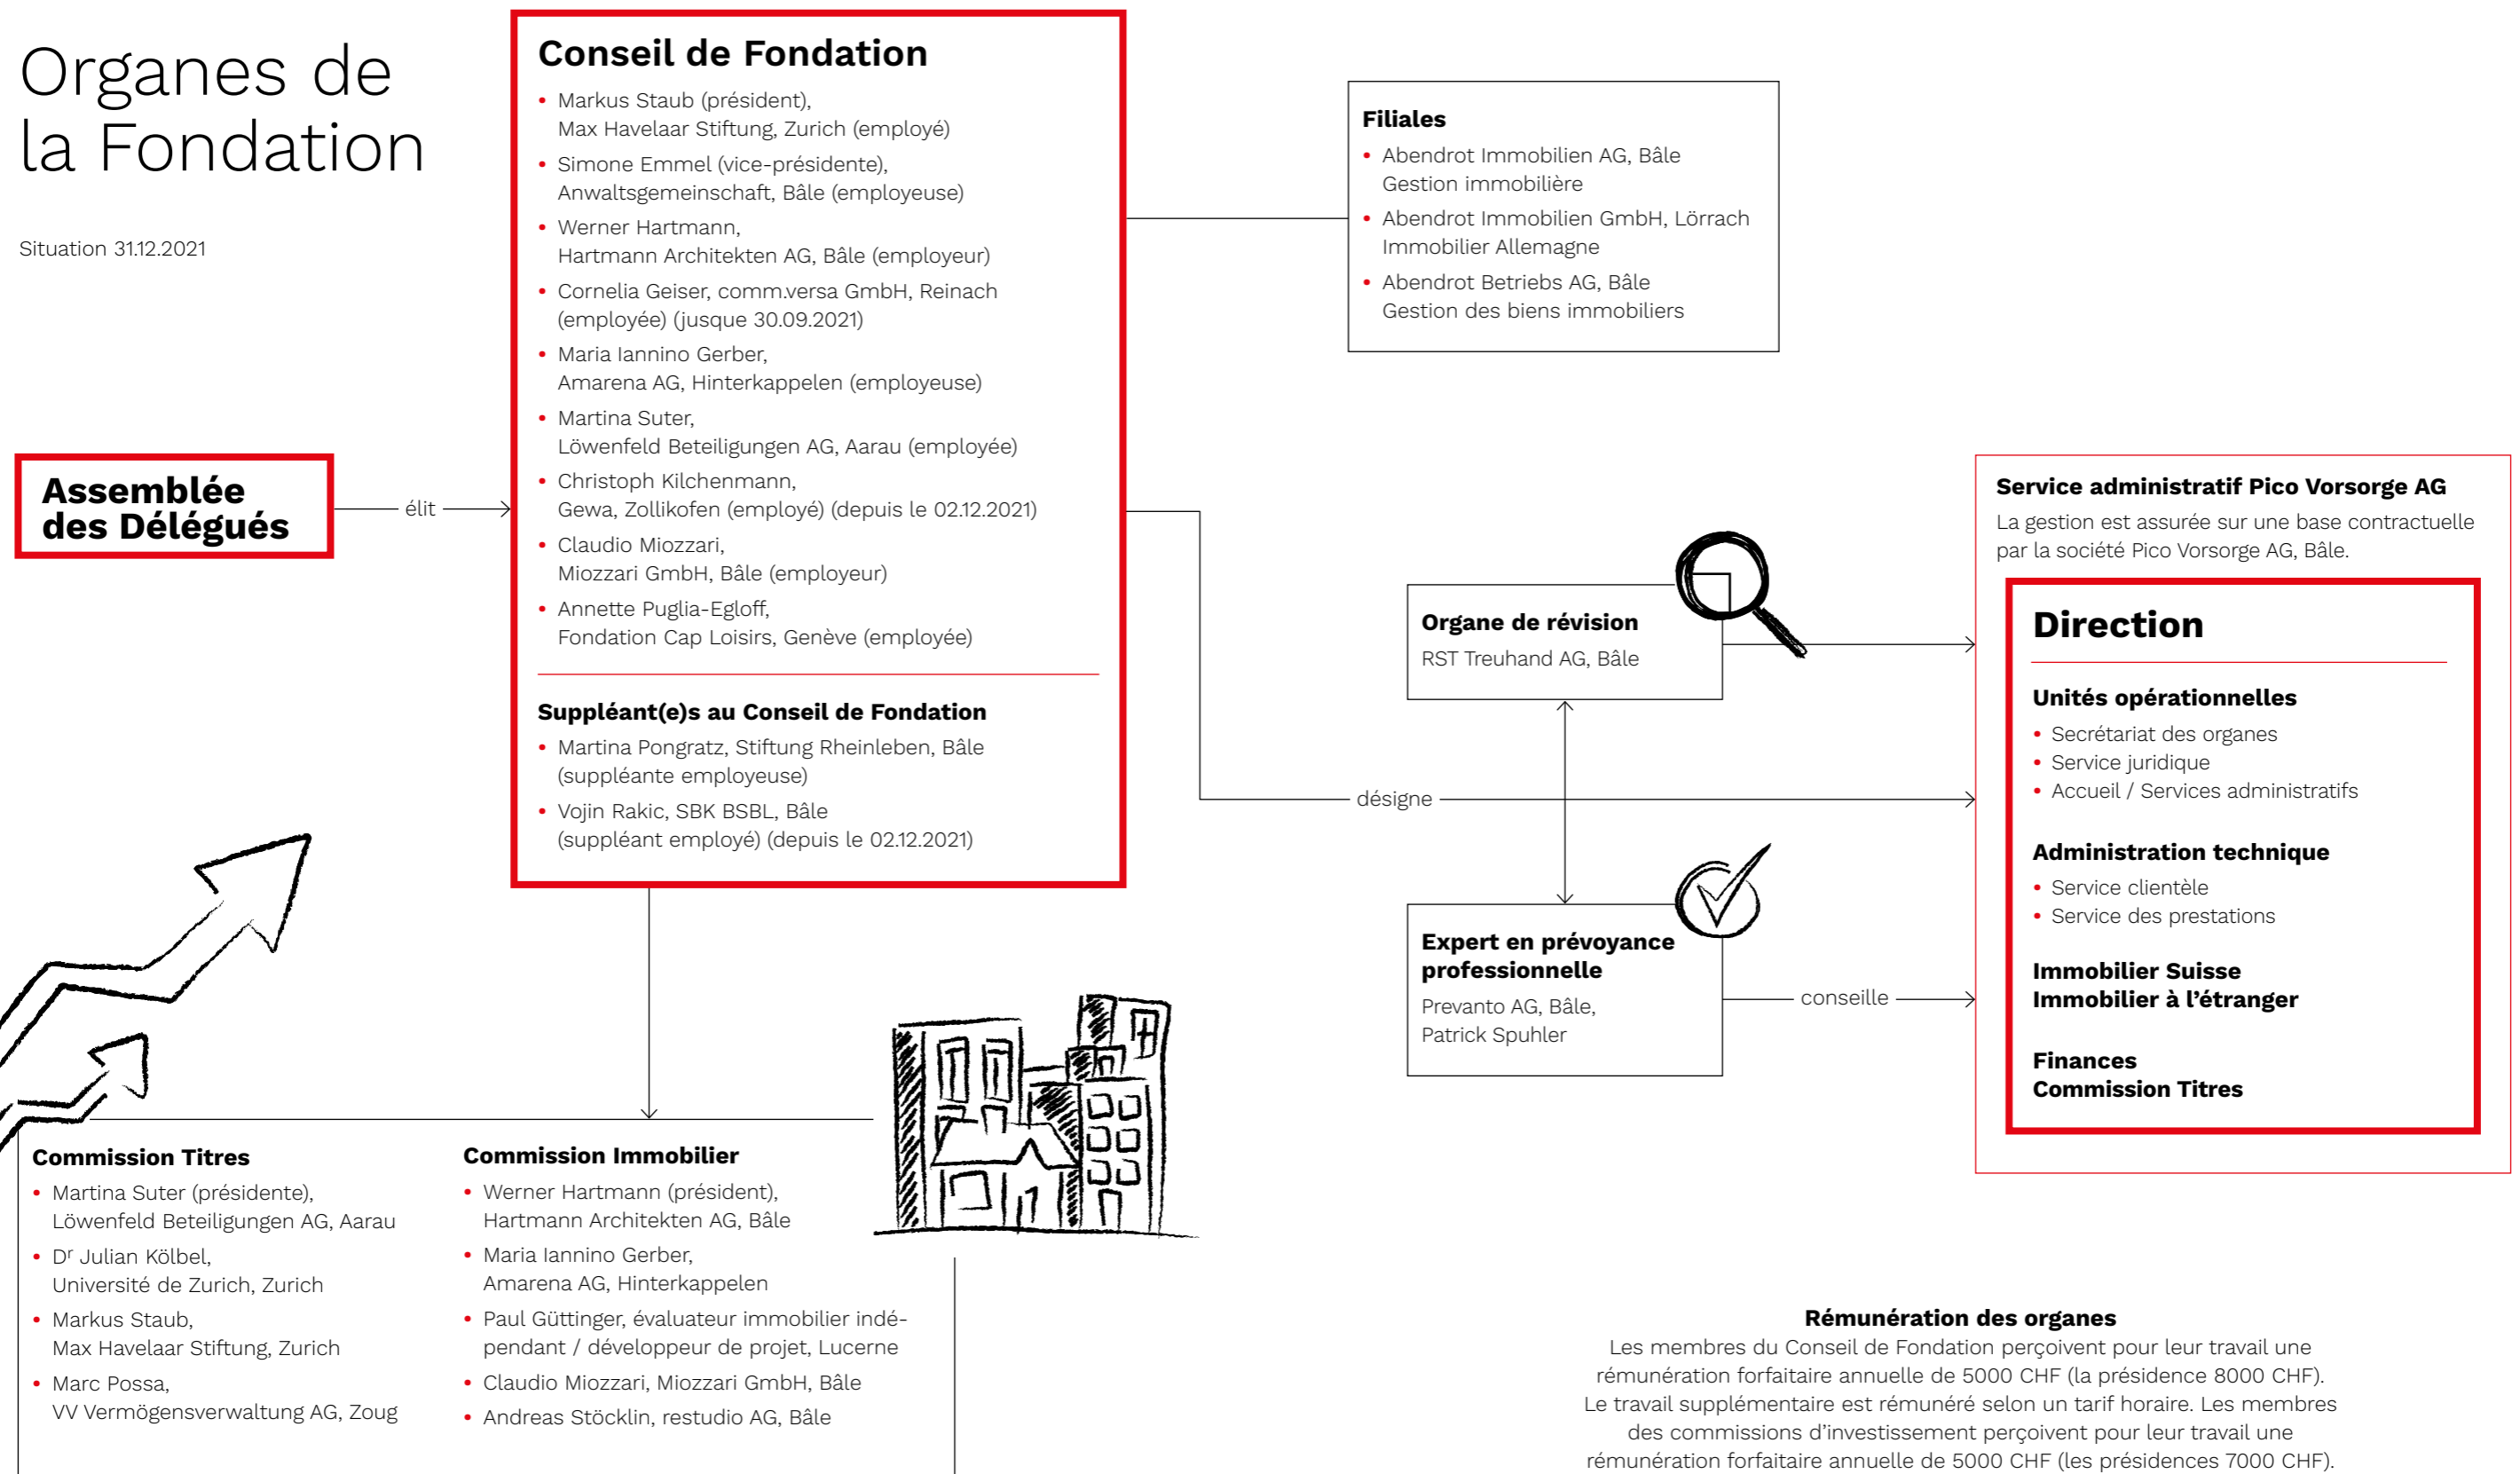 Organes de
la Fondation
Situation 31.12.2021
Assemblée
des Délégués
élit
Conseil de Fondation
• Markus Staub (président),
Max Havelaar Stiftung, Zurich (employé)
• Simone Emmel (vice-présidente),
Anwaltsgemeinschaft, Bâle (employeuse)
• Werner Hartmann,
Hartmann Architekten AG, Bâle (employeur)
• Cornelia Geiser, comm.versa GmbH, Reinach
(employée) (jusque 30.09.2021)
• Maria Iannino Gerber,
Amarena AG, Hinterkappelen (employeuse)
• Martina Suter,
Löwenfeld Beteiligungen AG, Aarau (employée)
• Christoph Kilchenmann,
Gewa, Zollikofen (employé) (depuis le 02.12.2021)
• Claudio Miozzari,
Miozzari GmbH, Bâle (employeur)
• Annette Puglia-Egloff,
Fondation Cap Loisirs, Genève (employée)
Suppléant(e)s au Conseil de Fondation
• Martina Pongratz, Stiftung Rheinleben, Bâle
(suppléante employeuse)
• Vojin Rakic, SBK BSBL, Bâle
(suppléant employé) (depuis le 02.12.2021)
Filiales
• Abendrot Immobilien AG, Bâle
Gestion immobilière
• Abendrot Immobilien GmbH, Lörrach
Immobilier Allemagne
• Abendrot Betriebs AG, Bâle
Gestion des biens immobiliers
désigne
Organe de révision
RST Treuhand AG, Bâle
Expert en prévoyance
professionnelle
Prevanto AG, Bâle,
Patrick Spuhler
conseille
Service administratif Pico Vorsorge AG
La gestion est assurée sur une base contractuelle
par la société Pico Vorsorge AG, Bâle.
Direction
Unités opérationnelles
• Secrétariat des organes
• Service juridique
• Accueil / Services administratifs
Administration technique
• Service clientèle
• Service des prestations
Immobilier Suisse
Immobilier à l’étranger
Finances
Commission Titres
Commission Titres
• Martina Suter (présidente),
Löwenfeld Beteiligungen AG, Aarau
• Dr Julian Kölbel,
Université de Zurich, Zurich
• Markus Staub,
Max Havelaar Stiftung, Zurich
• Marc Possa,
VV Vermögensverwaltung AG, Zoug
Commission Immobilier
• Werner Hartmann (président),
Hartmann Architekten AG, Bâle
• Maria Iannino Gerber,
Amarena AG, Hinterkappelen
• Paul Güttinger, évaluateur immobilier indé-
pendant / développeur de projet, Lucerne
• Claudio Miozzari, Miozzari GmbH, Bâle
• Andreas Stöcklin, restudio AG, Bâle
Rémunération des organes
Les membres du Conseil de Fondation perçoivent pour leur travail une
rémunération forfaitaire annuelle de 5000 CHF (la présidence 8000 CHF).
Le travail supplémentaire est rémunéré selon un tarif horaire. Les membres
des commissions d’investissement perçoivent pour leur travail une
rémunération forfaitaire annuelle de 5000 CHF (les présidences 7000 CHF).